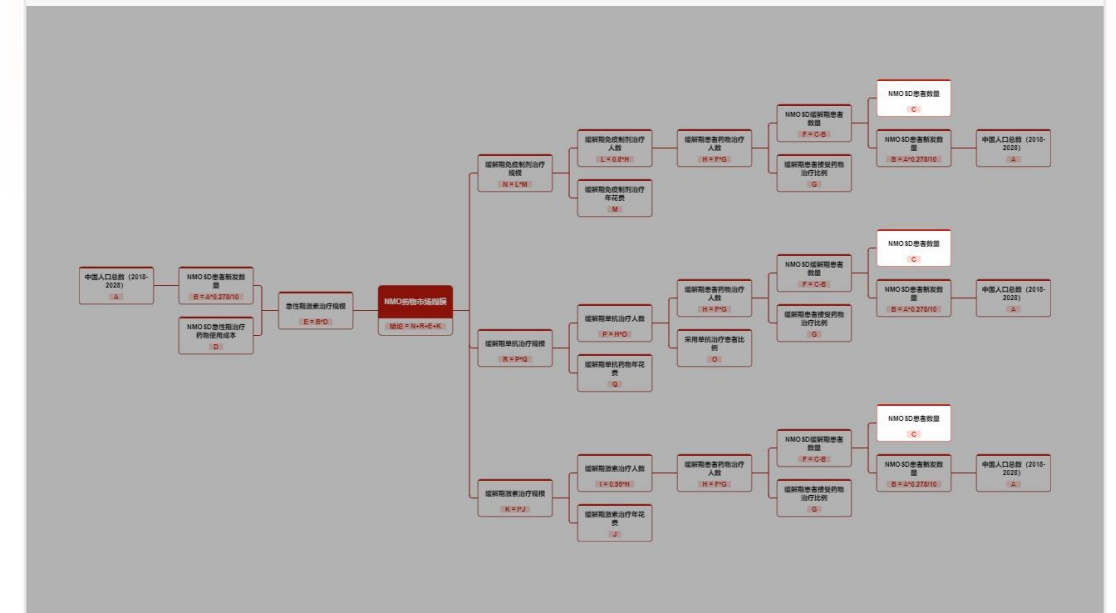 NMO SD患者数量
C
NMO SD缓解期患者
数量
F = C-B
缓解期免疫制剂治疗
人数
L = 0.8*H
缓解期患者药物治疗
人数
H = F*G
NMO SD患者新发数
量
B = A*0.278/10
中国人口总数（2018-
2028）
A
缓解期免疫制剂治疗
规模
N = L*M
缓解期患者接受药物
治疗比例
G
缓解期免疫制剂治疗
年花费
M
NMO SD患者数量
C
NMO SD缓解期患者
数量
F = C-B
中国人口总数（2018-
2028）
A
NMO SD患者新发数
量
B = A*0.278/10
急性期激素治疗规模
E = B*D
NMO药物市场规模
结论 = N+R+E+K
NMO SD急性期治疗
药物使用成本
D
缓解期患者药物治疗
人数
H = F*G
NMO SD患者新发数
量
B = A*0.278/10
中国人口总数（2018-
2028）
A
缓解期单抗治疗人数
P = H*O
缓解期患者接受药物
治疗比例
G
缓解期单抗治疗规模
R = P*Q
采用单抗治疗患者比
例
O
缓解期单抗药物年花
费
Q
NMO SD患者数量
C
NMO SD缓解期患者
数量
F = C-B
缓解期激素治疗人数
I = 0.98*H
缓解期患者药物治疗
人数
H = F*G
NMO SD患者新发数
量
B = A*0.278/10
中国人口总数（2018-
2028）
A
缓解期激素治疗规模
K = I*J
缓解期患者接受药物
治疗比例
G
缓解期激素治疗年花
费
J